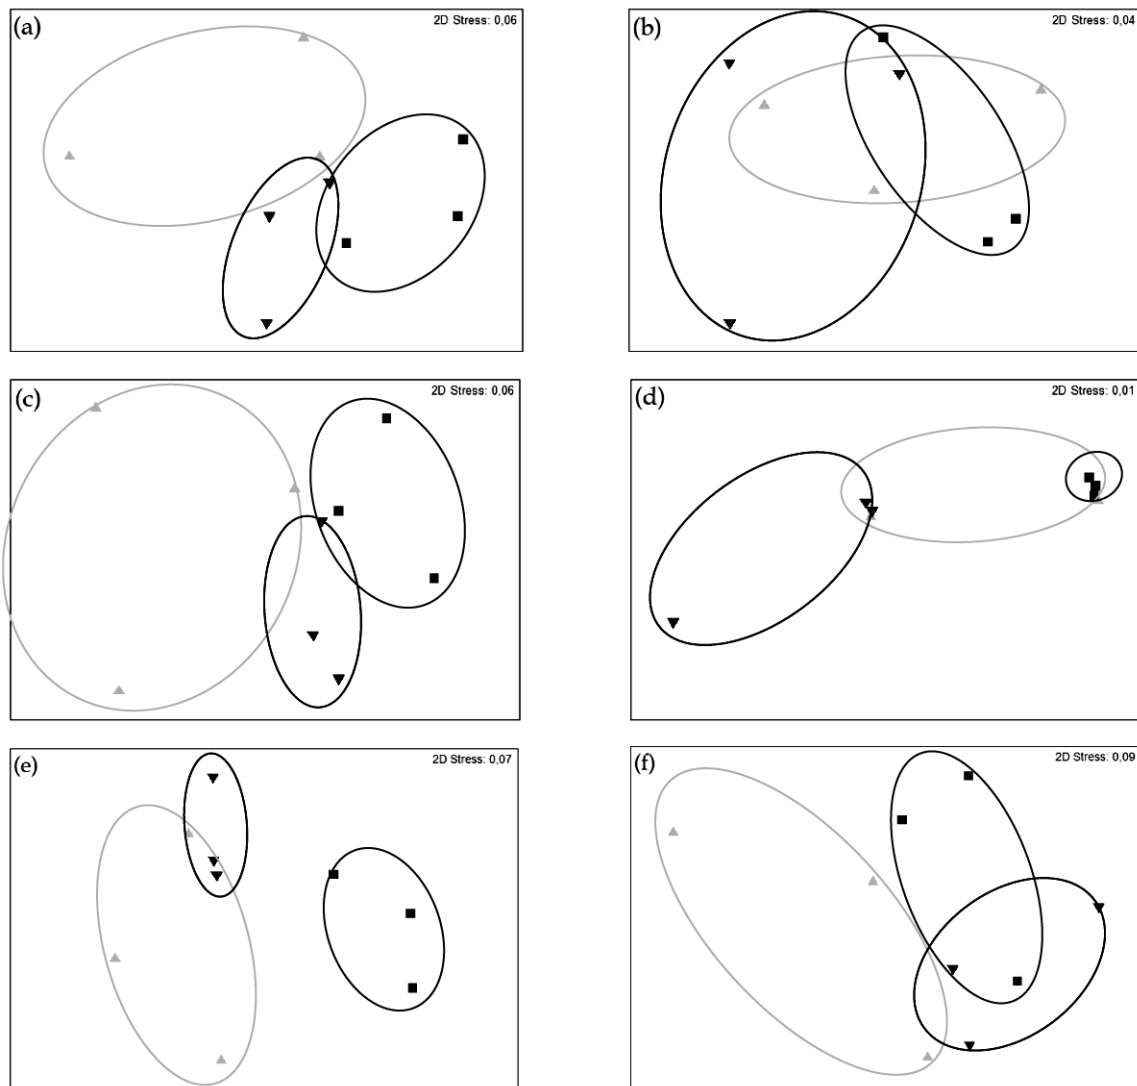 (a) 2D Stress: 0,06
(b) 2D Stress: 0,04
(c) 2D Stress: 0,06
(d) 2D Stress: 0,01
(e) 2D Stress: 0,07
(f) 2D Stress: 0,09